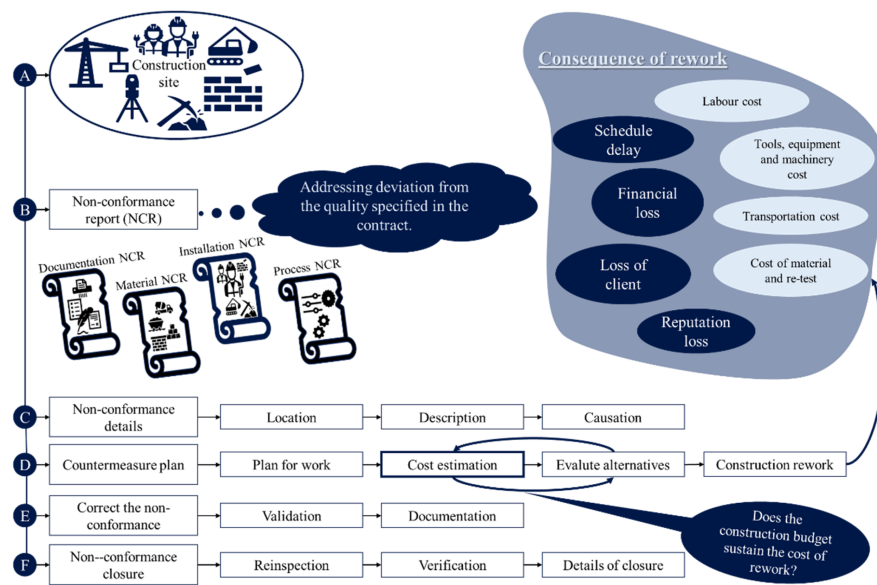 A
Construction
site
Consequence of rework
Labour cost
Schedule
delay
Tools, equipment
and machinery
cost
Financial
loss
Transportation cost
Loss of
client
Cost of material
and re-test
Reputation
loss
B
Non-conformance
report (NCR)
Addressing deviation from
the quality specified in the
contract.
Documentation NCR
Material NCR
Installation NCR
Process NCR
C
Non-conformance
details
Location
Description
Causation
D
Countermeasure plan
Plan for work
Cost estimation
Evalute alternatives
Construction rework
E
Correct the non-
conformance
Validation
Documentation
Does the
construction budget
sustain the cost of
rework?
F
Non--conformance
closure
Reinspection
Verification
Details of closure